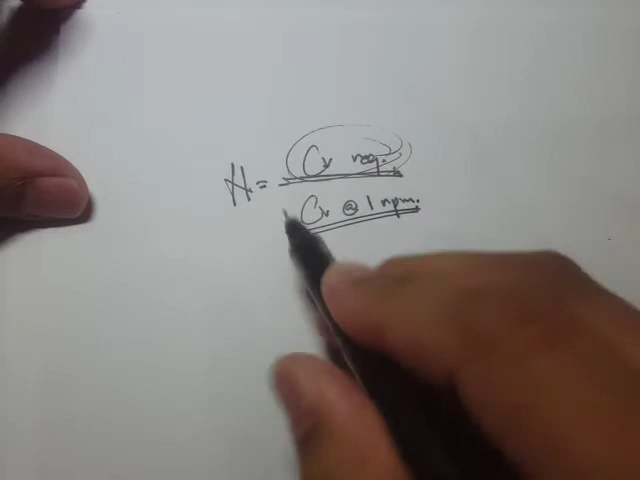 Cv req.
H =
Cv @ 1 rpm.